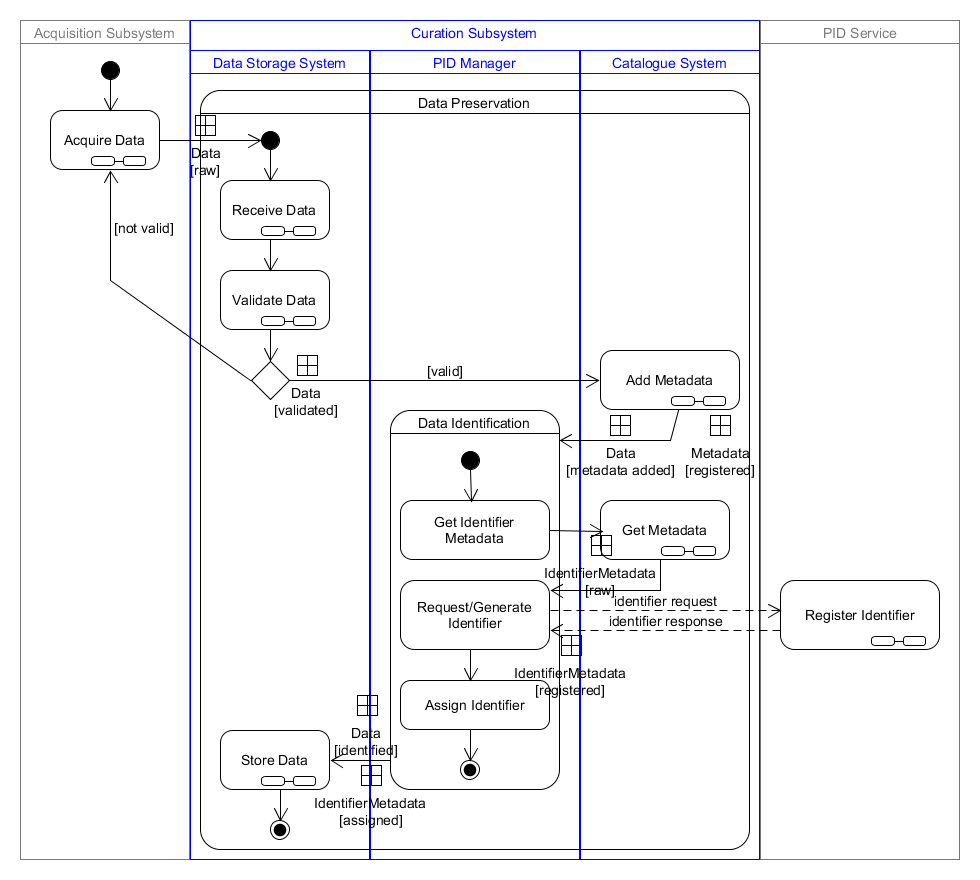 Acquisition Subsystem
Curation Subsystem
PID Service
Data Storage System
PID Manager
Catalogue System
Data Preservation
Acquire Data
Data
[raw]
Receive Data
[not valid]
Validate Data
[valid]
Data
[validated]
Add Metadata
Data Identification
Data
[metadata added]
Metadata
[registered]
Get Identifier
Metadata
Get Metadata
IdentifierMetadata
[raw]
Request/Generate
Identifier
identifier request
identifier response
Register Identifier
IdentifierMetadata
[registered]
Assign Identifier
Data
[identified]
Store Data
IdentifierMetadata
[assigned]